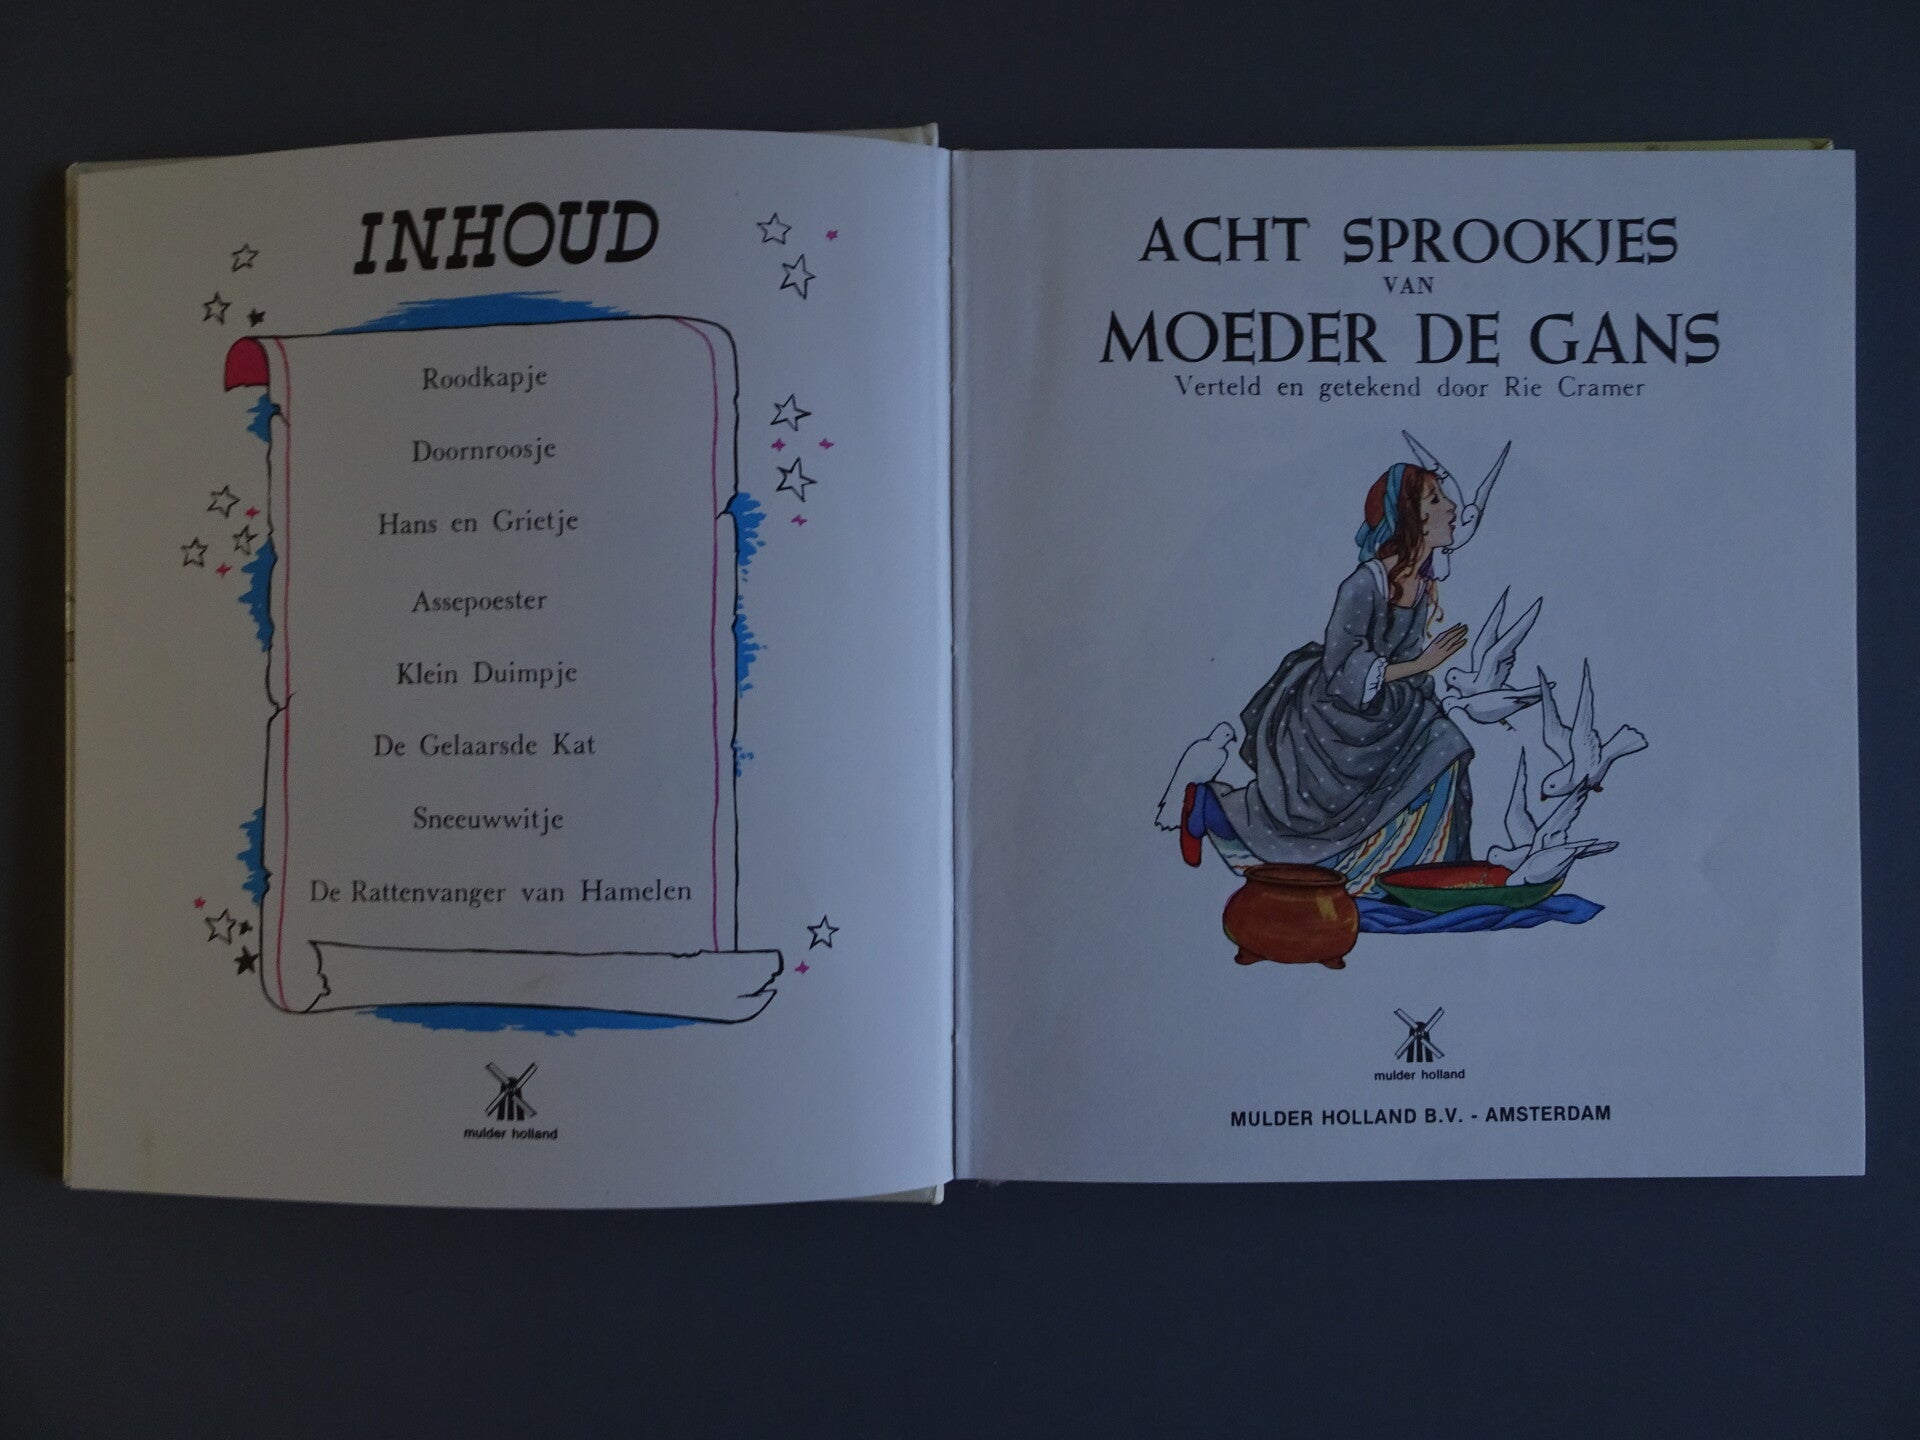 INHOUD
Roodkapje
Doornroosje
Hans en Grietje
Assepoester
Klein Duimpje
De Gelaarsde Kat
Sneeuwwitje
De Rattenvanger van Hamelen
mulder holland
ACHT SPROOKJES
VAN
MOEDER DE GANS
Verteld en getekend door Rie Cramer
mulder holland
MULDER HOLLAND B.V. - AMSTERDAM